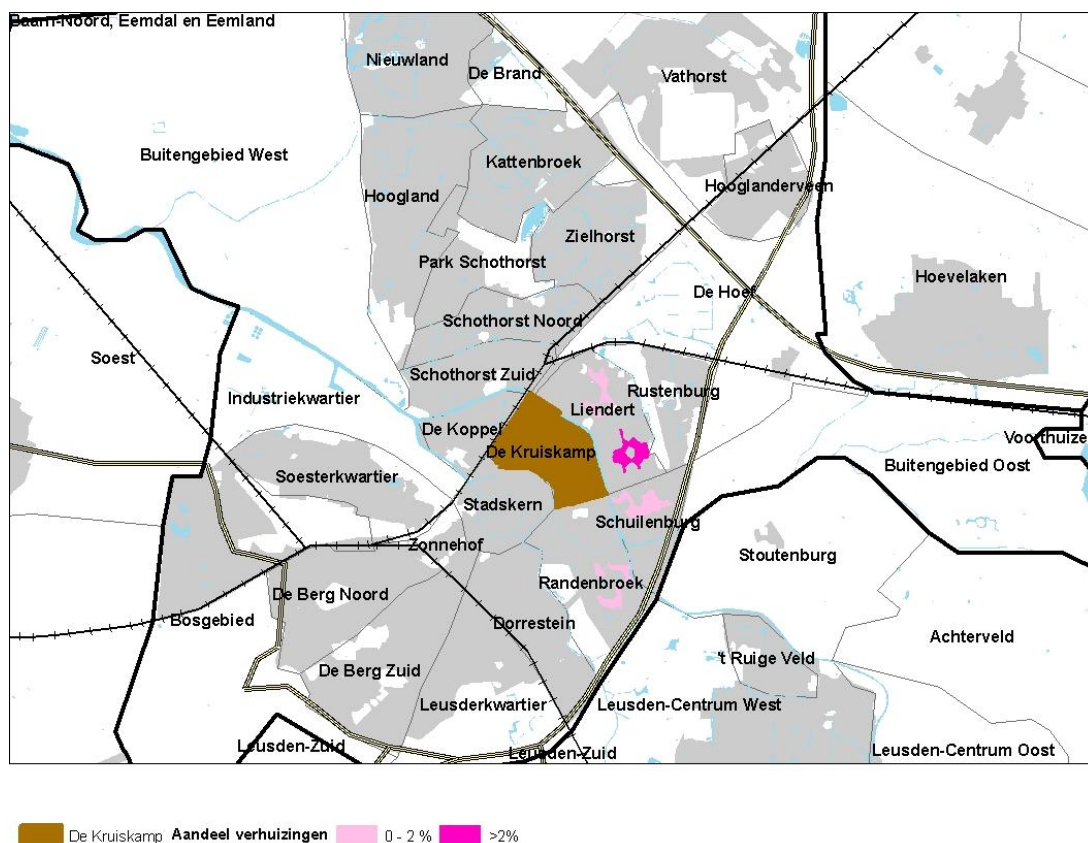 Baarn-Noord, Eemdal en Eemland
Nieuwland
De Brand
Vathorst
Buitengebied West
Kattenbroek
Hooglanderveen
Hoogland
Zielhorst
Park Schothorst
Hoevelaken
De Hoef
Schothorst Noord
Soest
Schothorst Zuid
Rustenburg
Industriekwartier
Liendert
De Koppel
Voorthuize
De Kruiskamp
Buitengebied Oost
Soesterkwartier
Stadskern
Schuilenburg
Zonnehof
Stoutenburg
Randenbroek
De Berg Noord
Bosgebied
Dorrestein
Achterveld
't Ruige Veld
De Berg Zuid
Leusderkwartier
Leusden-Centrum West
Leusden-Zuid
Leusden-Zuid
Leusden-Centrum Oost
De Kruiskamp Aandeel verhuizingen 0 - 2 % >2%